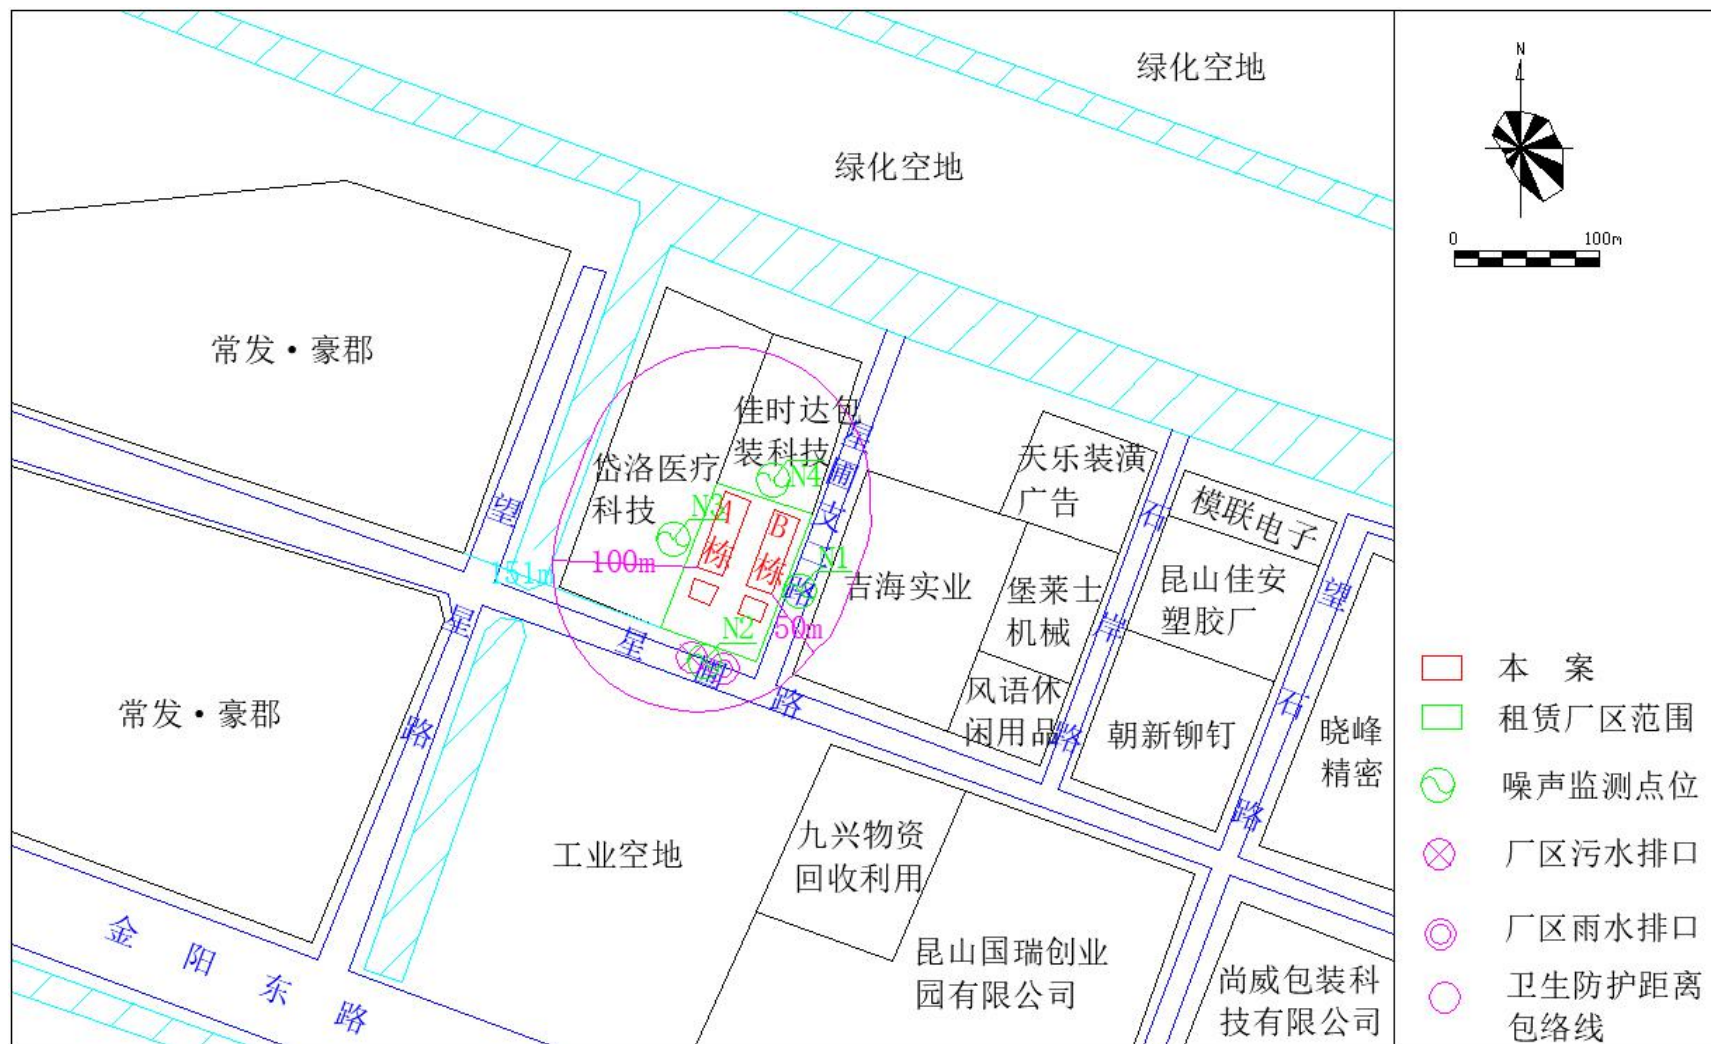 绿化空地
绿化空地
N
0 100m
常发·豪郡
佳时达包
装科技
岱洛医疗
科技
N4
N3
A
栋
B
栋
N1
N2
100m
151m
50m
星圃支二路
天乐装潢
广告
吉海实业
堡莱士
机械
风语休
闲用品
石岸路
模联电子
昆山佳安
塑胶厂
朝新铆钉
望石路
晓峰
精密
望星路
星圃路
常发·豪郡
工业空地
九兴物资
回收利用
昆山国瑞创业
园有限公司
尚威包装科
技有限公司
金阳东路
本 案
租赁厂区范围
噪声监测点位
厂区污水排口
厂区雨水排口
卫生防护距离
包络线